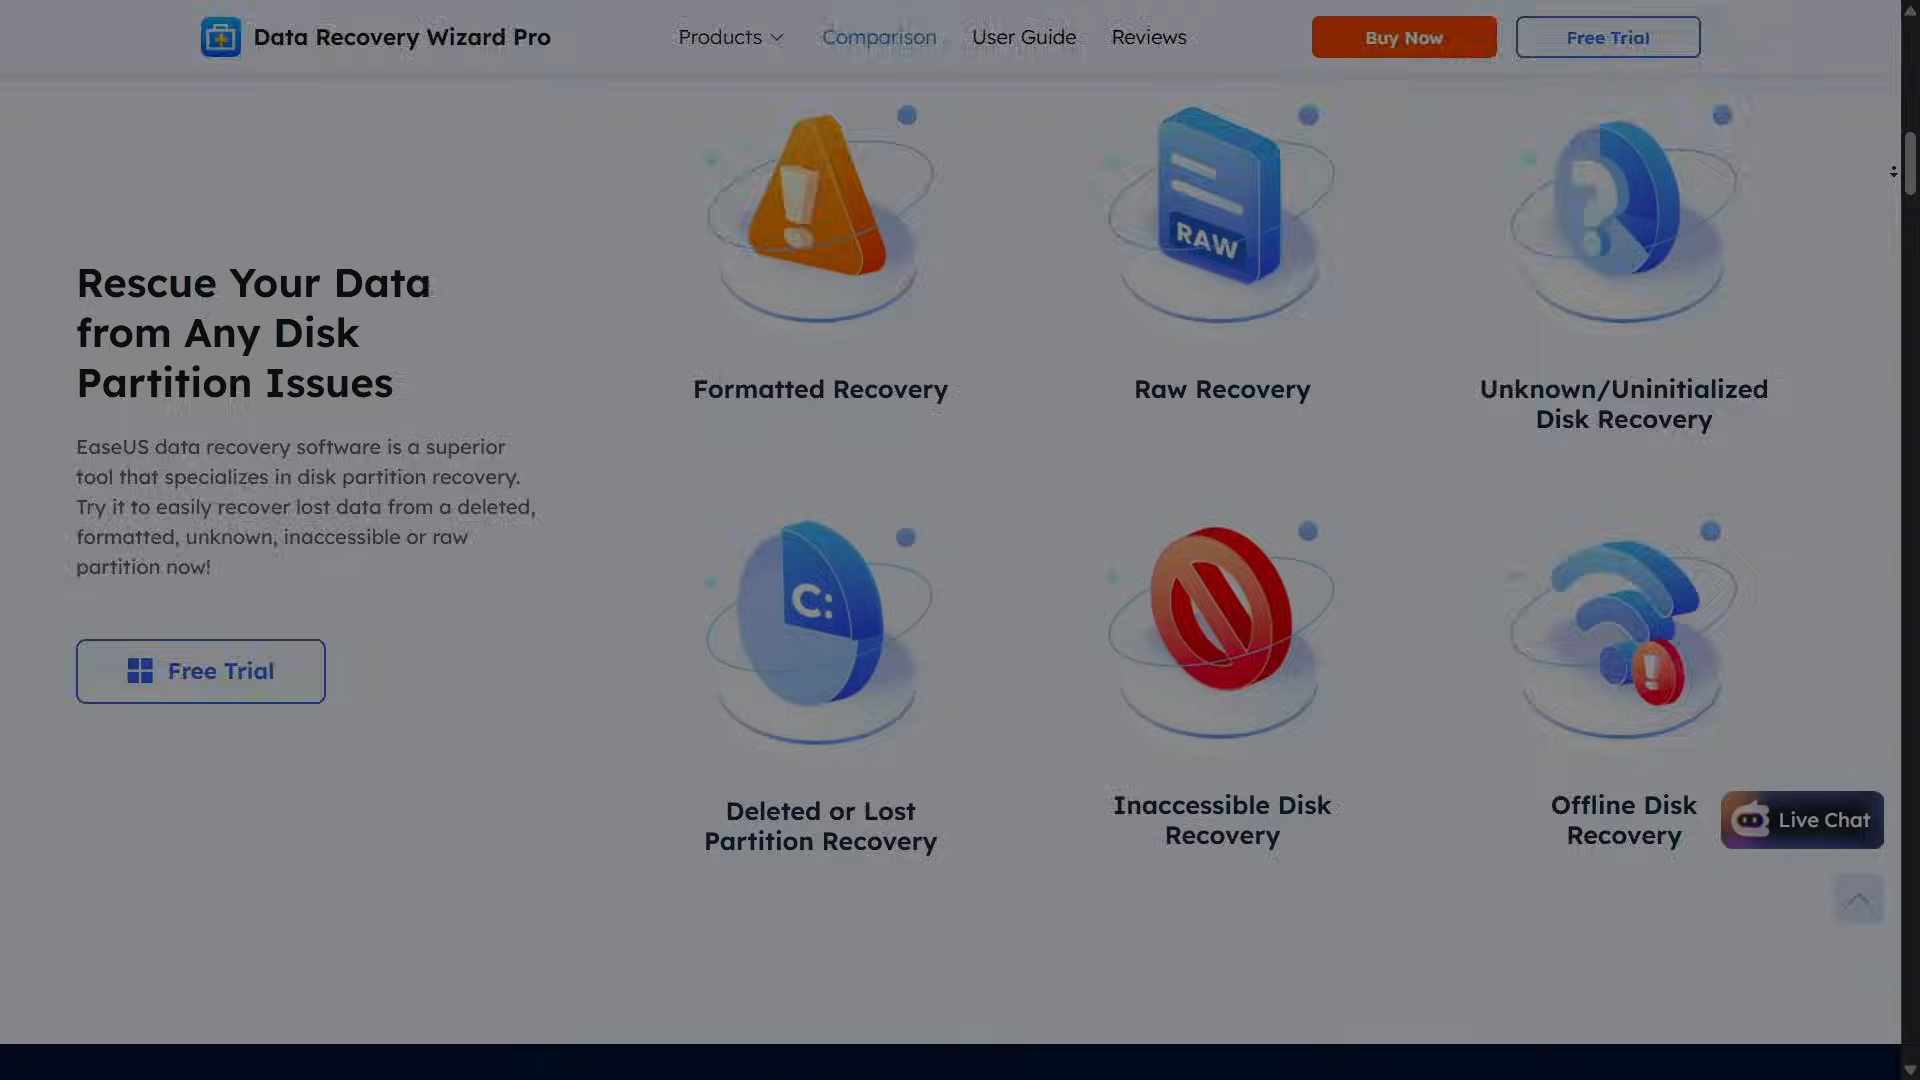 Data Recovery Wizard Pro
Products
Comparison
User Guide
Reviews
Buy Now
Free Trial
Rescue Your Data
from Any Disk
Partition Issues
EaseUS data recovery software is a superior
tool that specializes in disk partition recovery.
Try it to easily recover lost data from a deleted,
formatted, unknown, inaccessible or raw
partition now!
Free Trial
Formatted Recovery
RAW
Raw Recovery
Unknown/Uninitialized
Disk Recovery
C:
Deleted or Lost
Partition Recovery
Inaccessible Disk
Recovery
Offline Disk
Recovery
Live Chat